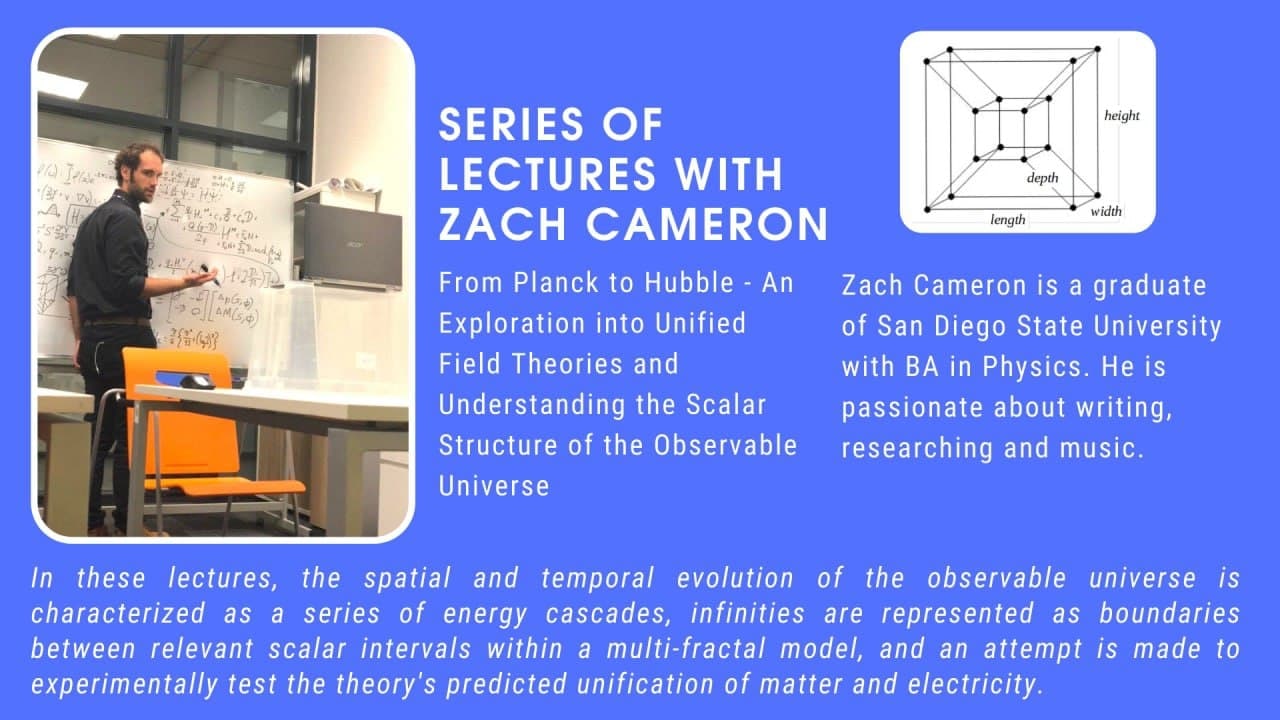 SERIES OF
LECTURES WITH
ZACH CAMERON
From Planck to Hubble - An
Exploration into Unified
Field Theories and
Understanding the Scalar
Structure of the Observable
Universe
height
depth
width
length
Zach Cameron is a graduate
of San Diego State University
with BA in Physics. He is
passionate about writing,
researching and music.
acer
In these lectures, the spatial and temporal evolution of the observable universe is
characterized as a series of energy cascades, infinities are represented as boundaries
between relevant scalar intervals within a multi-fractal model, and an attempt is made to
experimentally test the theory's predicted unification of matter and electricity.